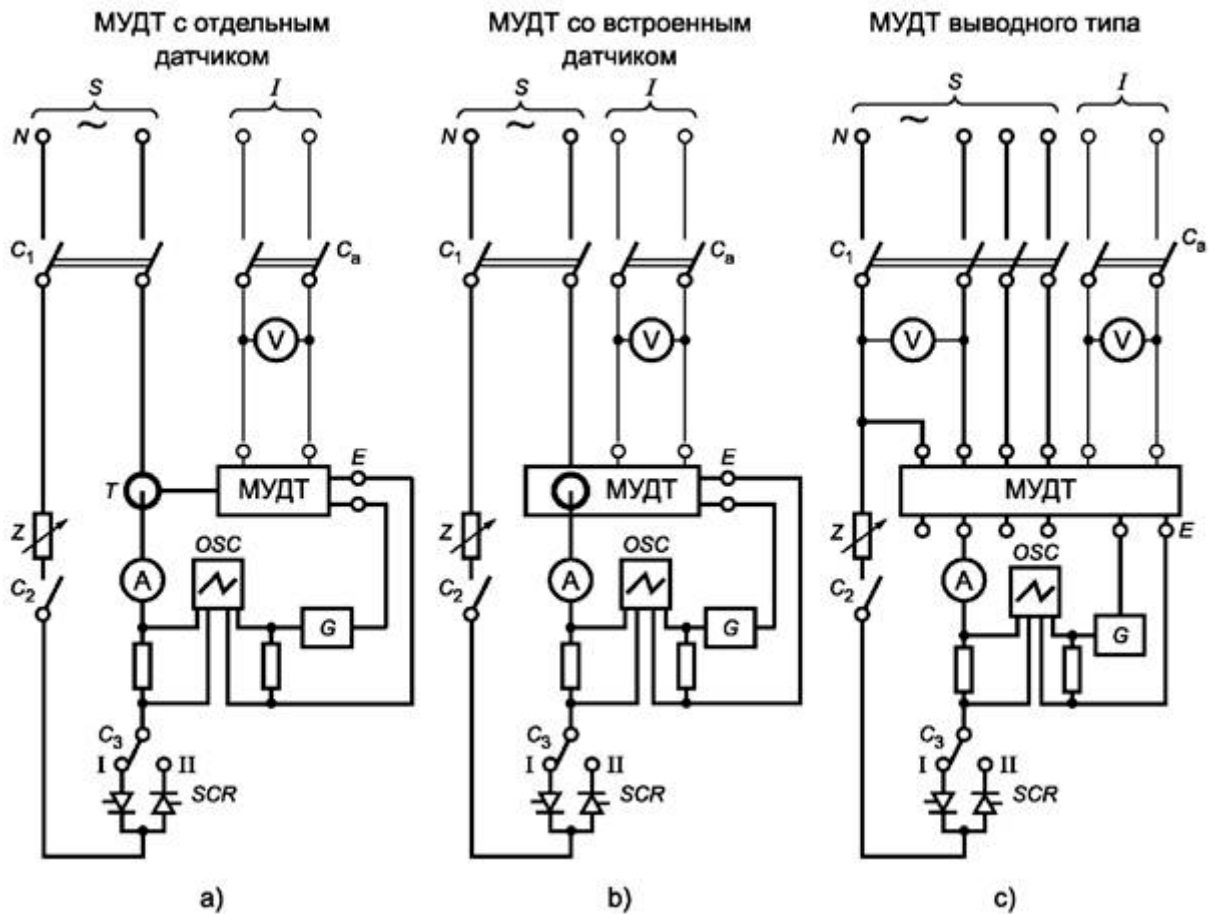 МУДТ с отдельным
датчиком
МУДТ со встроенным
датчиком
МУДТ выводного типа
S I
N ~
C1 Ca
V
T МУДТ E
Z
A OSC
C2 G
C3
I II
SCR
a)
S I
N ~
C1 Ca
V
МУДТ E
Z
A OSC
C2 G
C3
I II
SCR
b)
S I
N ~
C1 Ca
V V
МУДТ
E
Z
A OSC
C2 G
C3
I II
SCR
c)